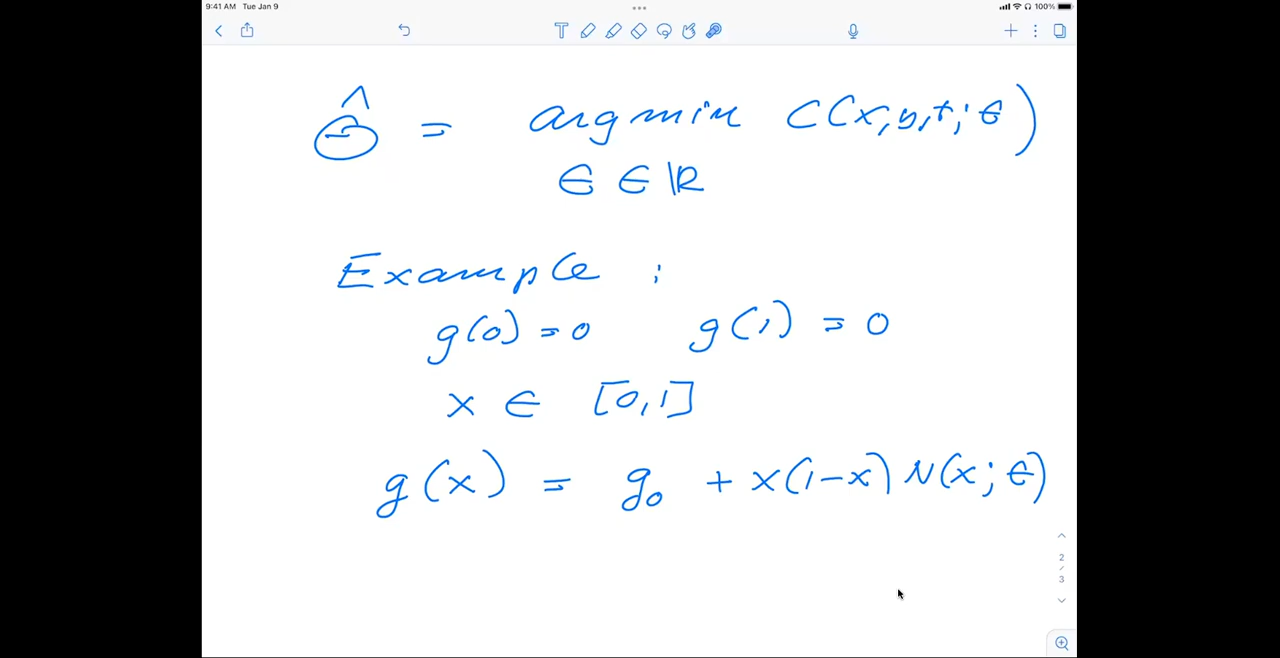 9:41 AM Tue Jan 9
100%
Θ̂ = argmin C(x,y,t;θ)
θ ∈ ℝ
Example :
g(0) = 0 g(1) = 0
x ∈ [0,1]
g(x) = g₀ + x(1-x) N(x;θ)
2
/
3